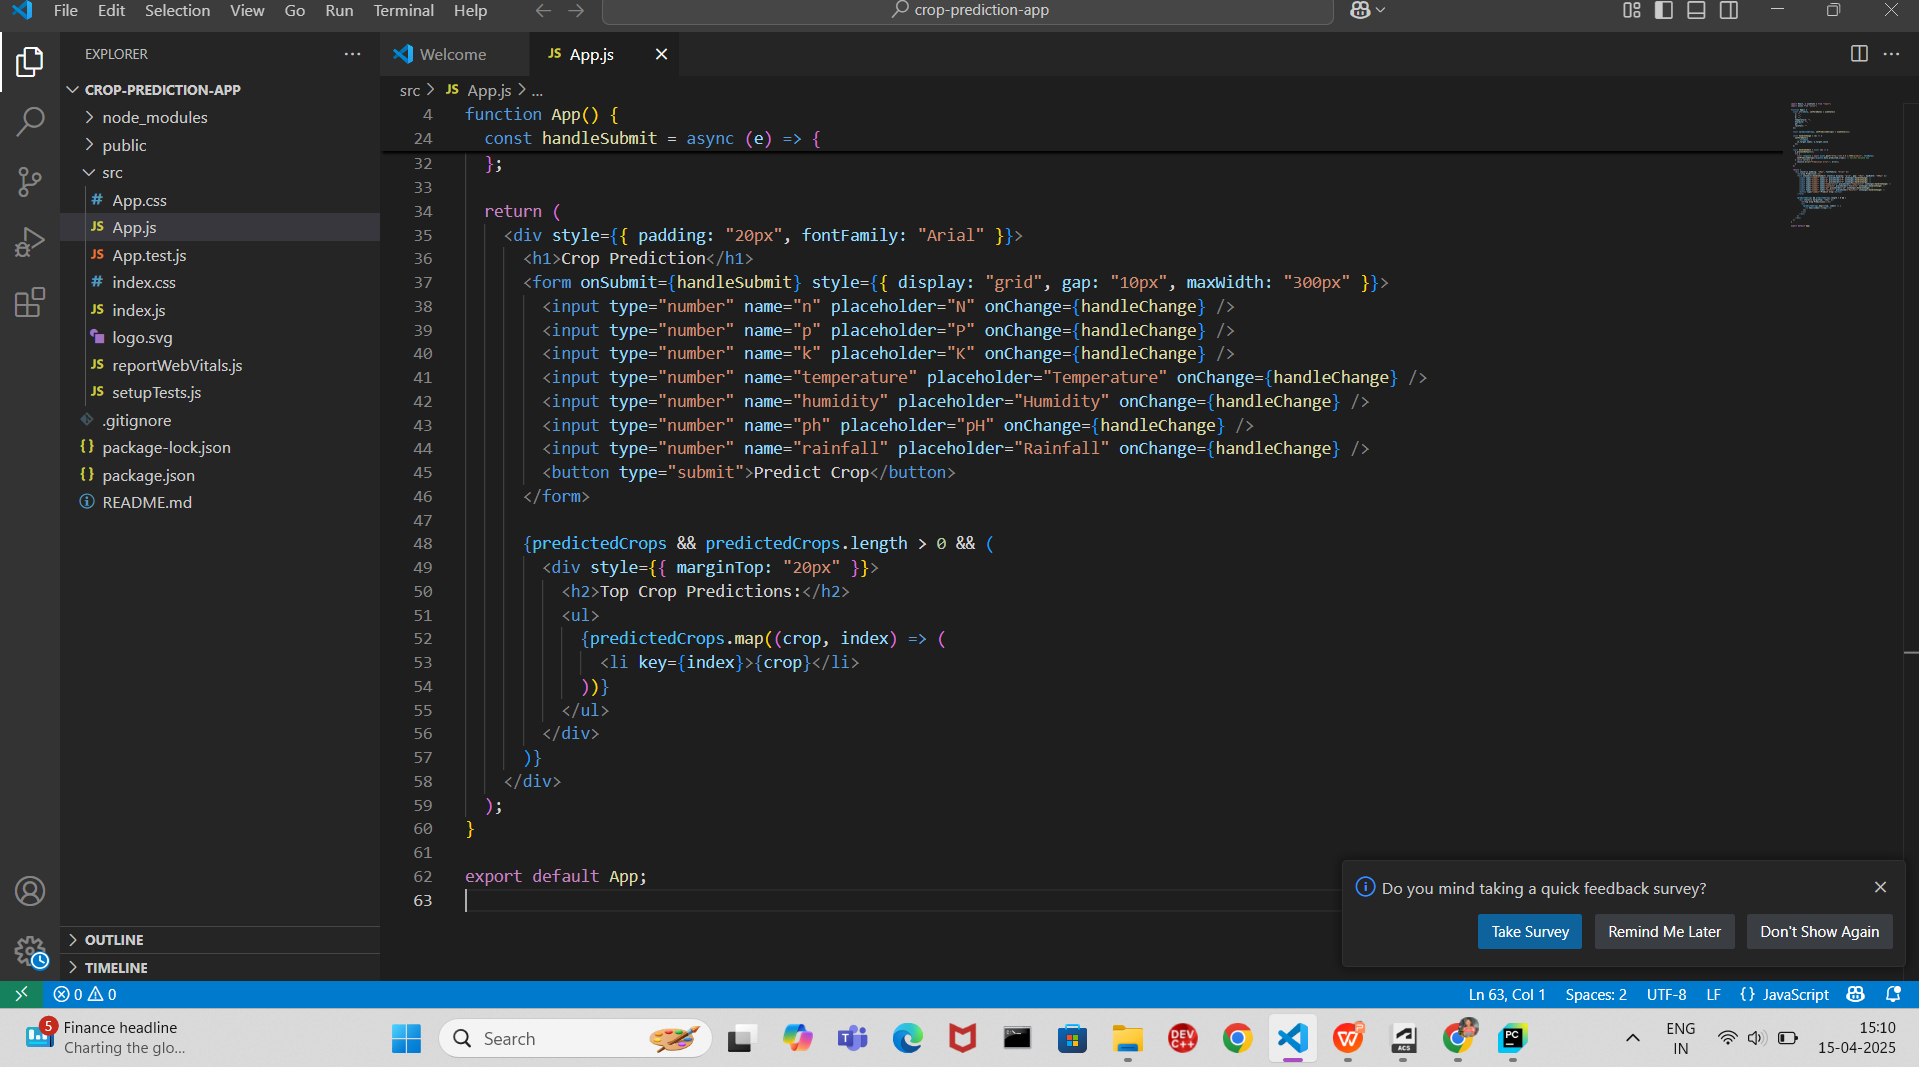 File Edit Selection View Go Run Terminal Help
crop-prediction-app
EXPLORER
CROP-PREDICTION-APP
node_modules
public
src
# App.css
JS App.js
JS App.test.js
# index.css
JS index.js
logo.svg
JS reportWebVitals.js
JS setupTests.js
.gitignore
{} package-lock.json
{} package.json
README.md
OUTLINE
TIMELINE
Welcome
JS App.js
src > JS App.js > ...
4 function App() {
24 const handleSubmit = async (e) => {
32 };
33
34 return (
35 <div style={{ padding: "20px", fontFamily: "Arial" }}>
36 <h1>Crop Prediction</h1>
37 <form onSubmit={handleSubmit} style={{ display: "grid", gap: "10px", maxWidth: "300px" }}>
38 <input type="number" name="n" placeholder="N" onChange={handleChange} />
39 <input type="number" name="p" placeholder="P" onChange={handleChange} />
40 <input type="number" name="k" placeholder="K" onChange={handleChange} />
41 <input type="number" name="temperature" placeholder="Temperature" onChange={handleChange} />
42 <input type="number" name="humidity" placeholder="Humidity" onChange={handleChange} />
43 <input type="number" name="ph" placeholder="pH" onChange={handleChange} />
44 <input type="number" name="rainfall" placeholder="Rainfall" onChange={handleChange} />
45 <button type="submit">Predict Crop</button>
46 </form>
47
48 {predictedCrops && predictedCrops.length > 0 && (
49 <div style={{ marginTop: "20px" }}>
50 <h2>Top Crop Predictions:</h2>
51 <ul>
52 {predictedCrops.map((crop, index) => (
53 <li key={index}>{crop}</li>
54 ))}
55 </ul>
56 </div>
57 )}
58 </div>
59 );
60 }
61
62 export default App;
63
Do you mind taking a quick feedback survey?
Take Survey Remind Me Later Don't Show Again
0 0
Ln 63, Col 1 Spaces: 2 UTF-8 LF {} JavaScript
5 Finance headline
Charting the glo...
Search
DEV C++
ACS
PC
ENG
IN
15:10
15-04-2025